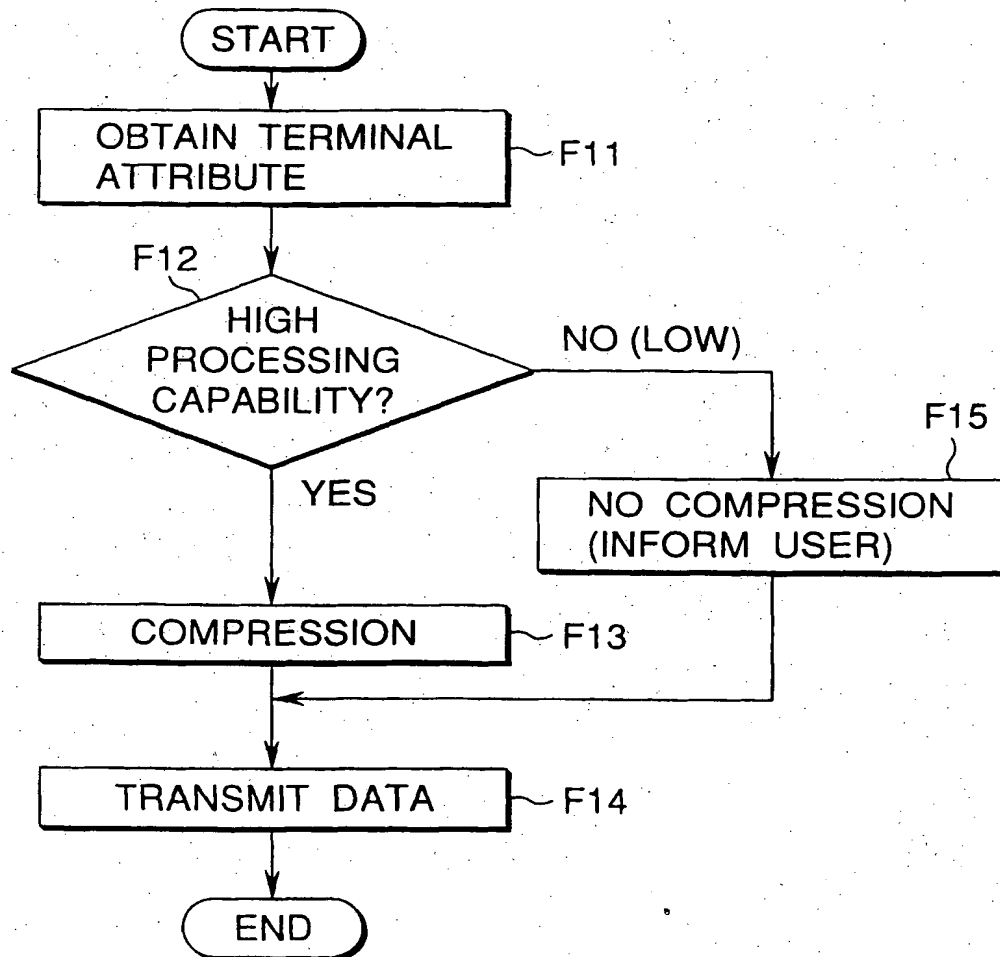 START
OBTAIN TERMINAL
ATTRIBUTE
F11
F12
HIGH
PROCESSING
CAPABILITY?
NO (LOW)
YES
F15
NO COMPRESSION
(INFORM USER)
COMPRESSION
F13
TRANSMIT DATA
F14
END